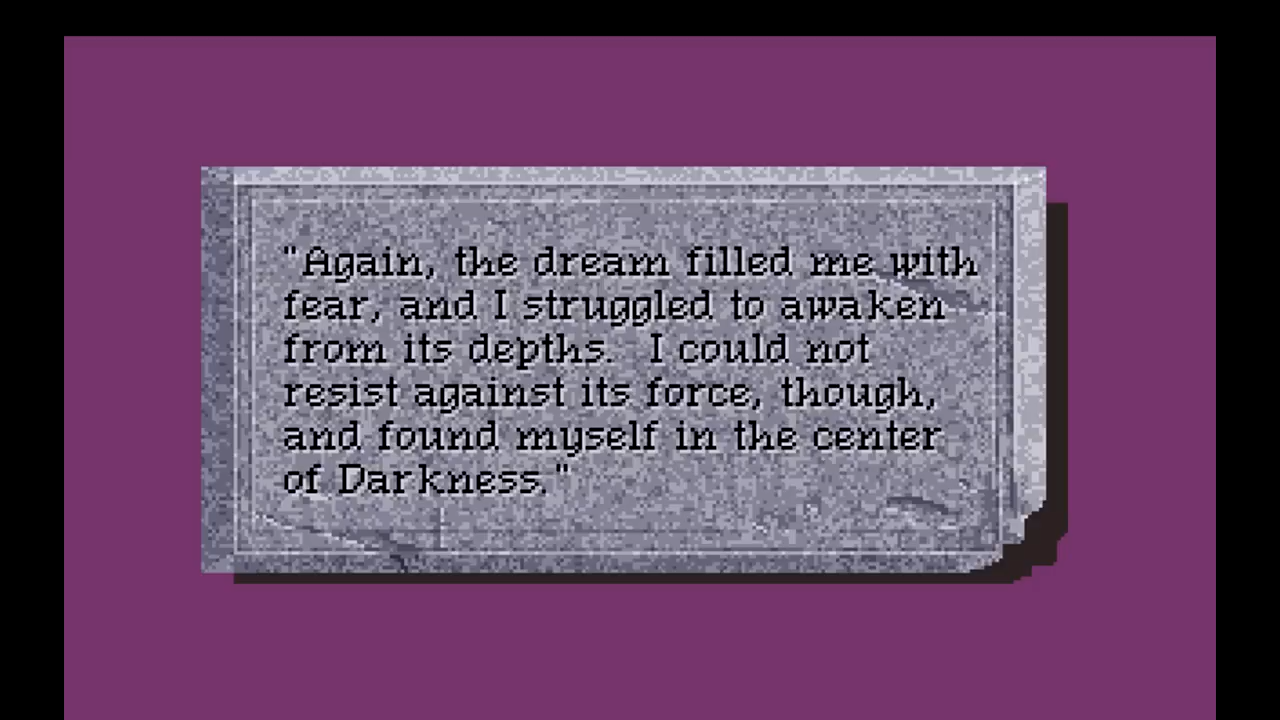 "Again, the dream filled me with
fear, and I struggled to awaken
from its depths.  I could not
resist against its force, though,
and found myself in the center
of Darkness."